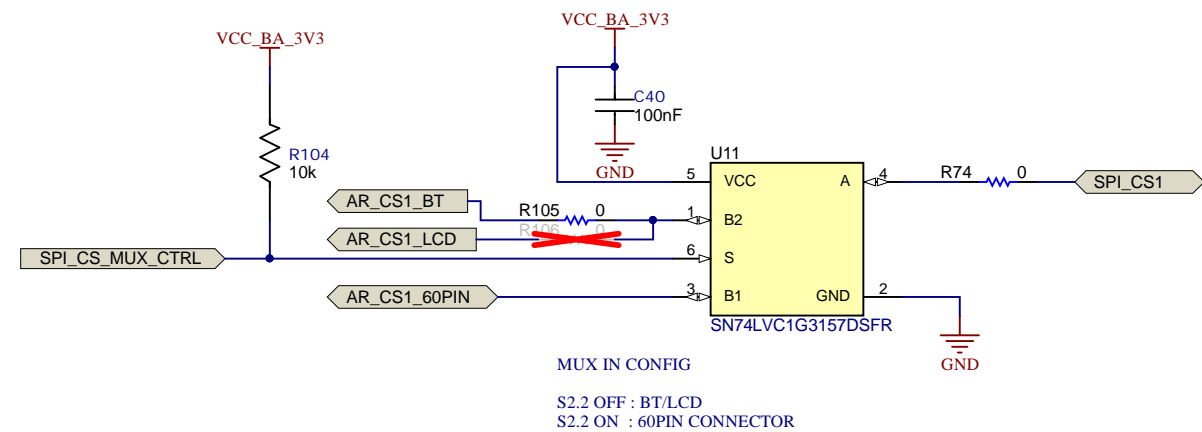 VCC_BA_3V3
VCC_BA_3V3
C40
100nF
R104
10k
GND
U11
5 VCC A 4 R74 0 SPI_CS1
AR_CS1_BT R105 0 1 B2
AR_CS1_LCD R106 0
SPI_CS_MUX_CTRL 6 S
AR_CS1_60PIN 3 B1 GND 2
SN74LVC1G3157DSFR
GND
MUX IN CONFIG
S2.2 OFF : BT/LCD
S2.2 ON : 60PIN CONNECTOR